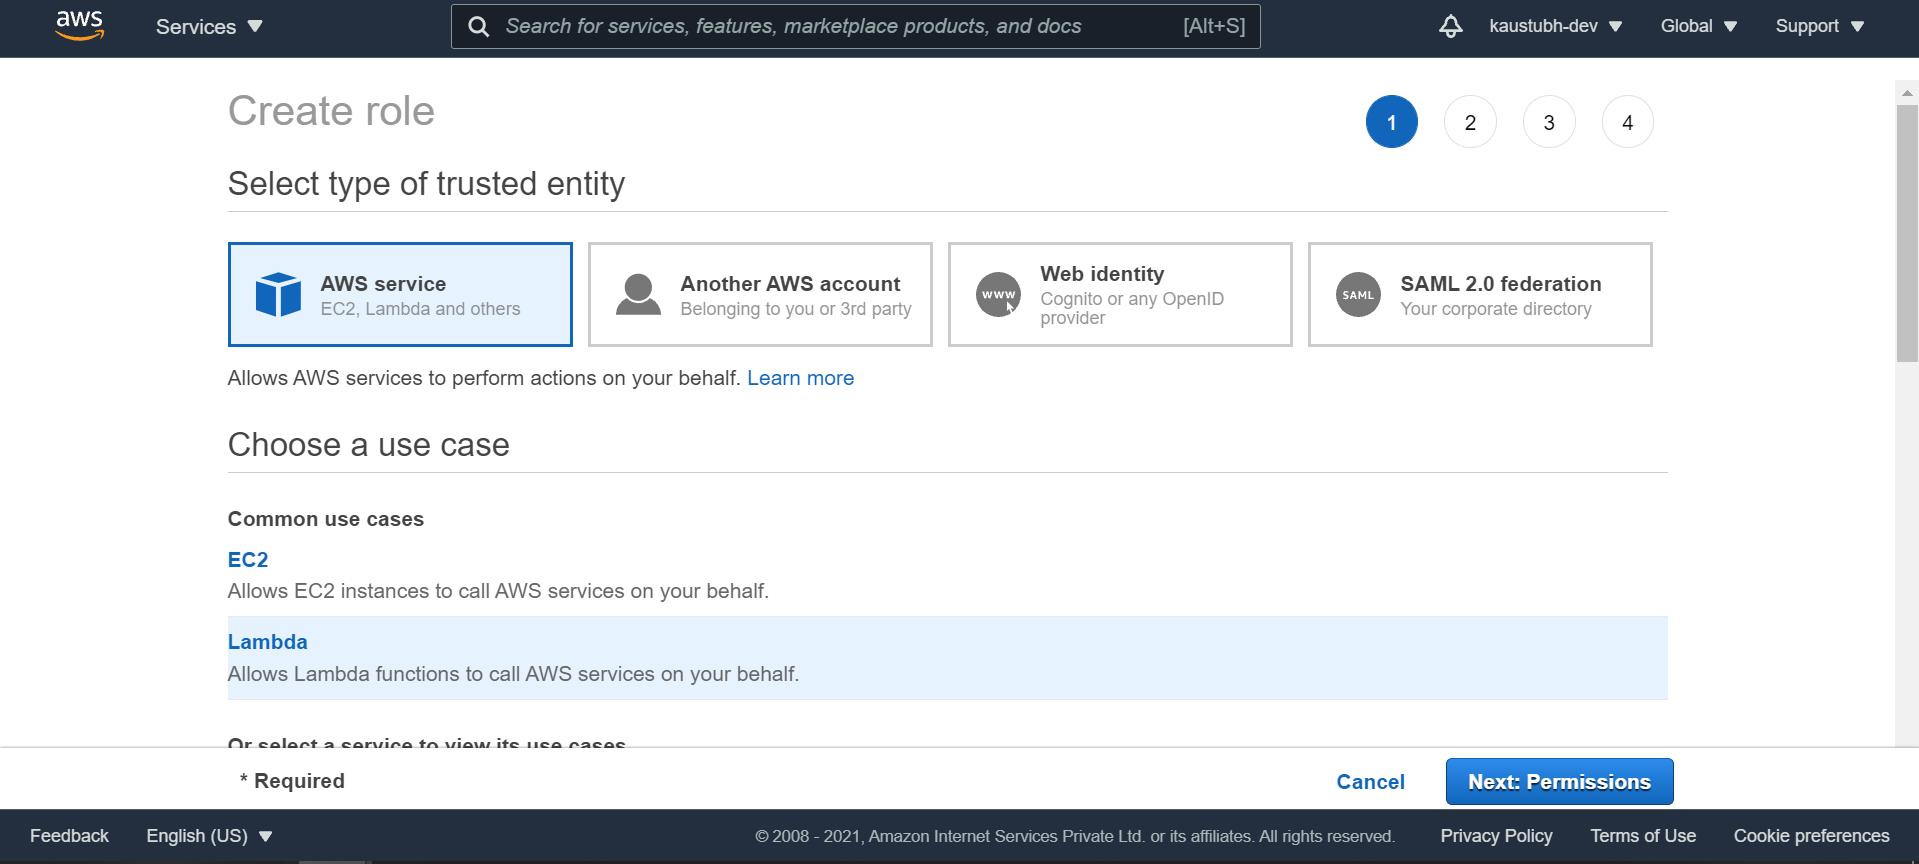 aws
Services
Search for services, features, marketplace products, and docs [Alt+S]
kaustubh-dev
Global
Support
Create role
1 2 3 4
Select type of trusted entity
AWS service
EC2, Lambda and others
Another AWS account
Belonging to you or 3rd party
www
Web identity
Cognito or any OpenID
provider
SAML
SAML 2.0 federation
Your corporate directory
Allows AWS services to perform actions on your behalf. Learn more
Choose a use case
Common use cases
EC2
Allows EC2 instances to call AWS services on your behalf.
Lambda
Allows Lambda functions to call AWS services on your behalf.
Or select a service to view its use cases
* Required
Cancel
Next: Permissions
Feedback
English (US)
© 2008 - 2021, Amazon Internet Services Private Ltd. or its affiliates. All rights reserved.
Privacy Policy
Terms of Use
Cookie preferences